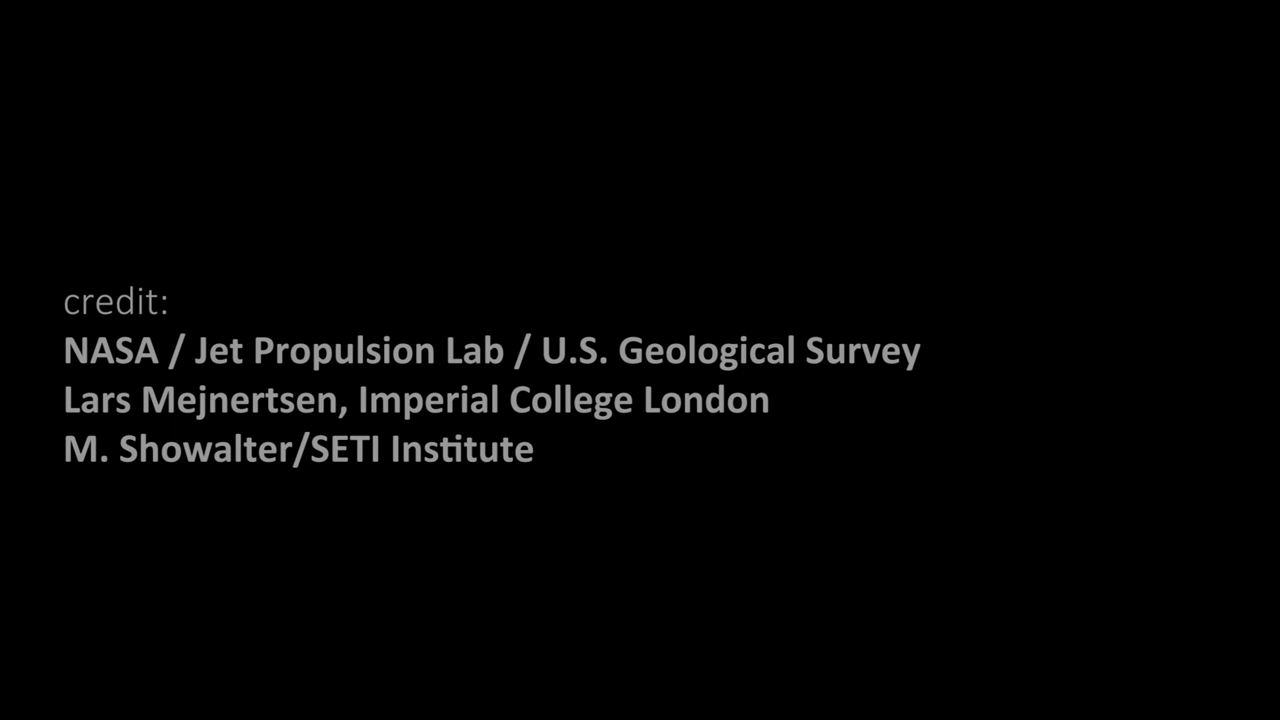 credit:
NASA / Jet Propulsion Lab / U.S. Geological Survey
Lars Mejnertsen, Imperial College London
M. Showalter/SETI Institute